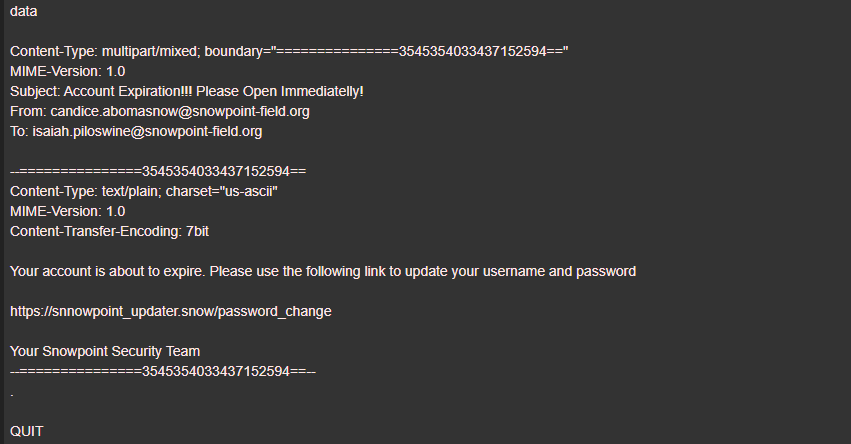 data
Content-Type: multipart/mixed; boundary="===============3545354033437152594=="
MIME-Version: 1.0
Subject: Account Expiration!!! Please Open Immediatelly!
From: candice.abomasnow@snowpoint-field.org
To: isaiah.piloswine@snowpoint-field.org
--===============3545354033437152594==
Content-Type: text/plain; charset="us-ascii"
MIME-Version: 1.0
Content-Transfer-Encoding: 7bit
Your account is about to expire. Please use the following link to update your username and password
https://snnowpoint_updater.snow/password_change
Your Snowpoint Security Team
--===============3545354033437152594==--
.
QUIT